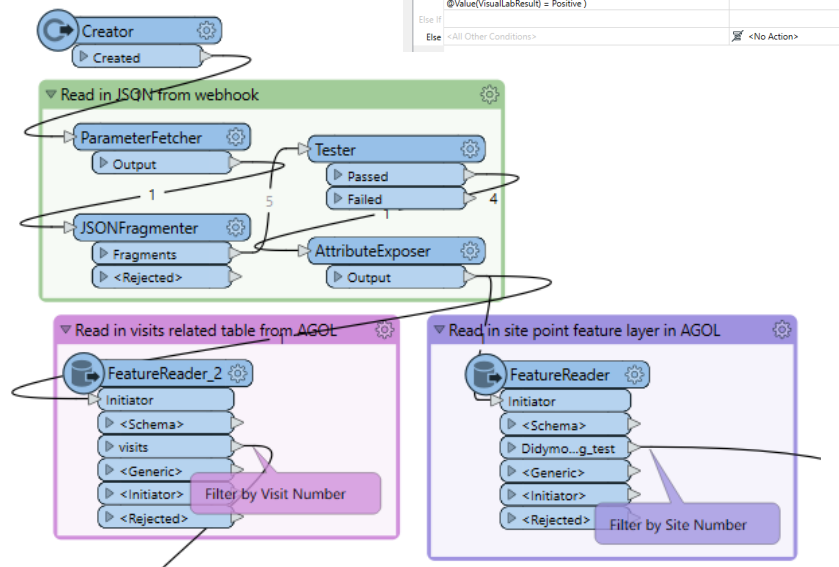 @Value(VisualLabResult) = Positive )
Else If
Else <All Other Conditions> <No Action>
Creator
Created
Read in JSON from webhook
1
ParameterFetcher
Output
1
JSONFragmenter
Fragments
<Rejected>
5
Tester
Passed
Failed
4
1
AttributeExposer
Output
Read in visits related table from AGOL
1
FeatureReader_2
Initiator
<Schema>
visits
<Generic>
<Initiator>
<Rejected>
Filter by Visit Number
Read in site point feature layer in AGOL
1
FeatureReader
Initiator
<Schema>
Didymo...g_test
<Generic>
<Initiator>
<Rejected>
Filter by Site Number